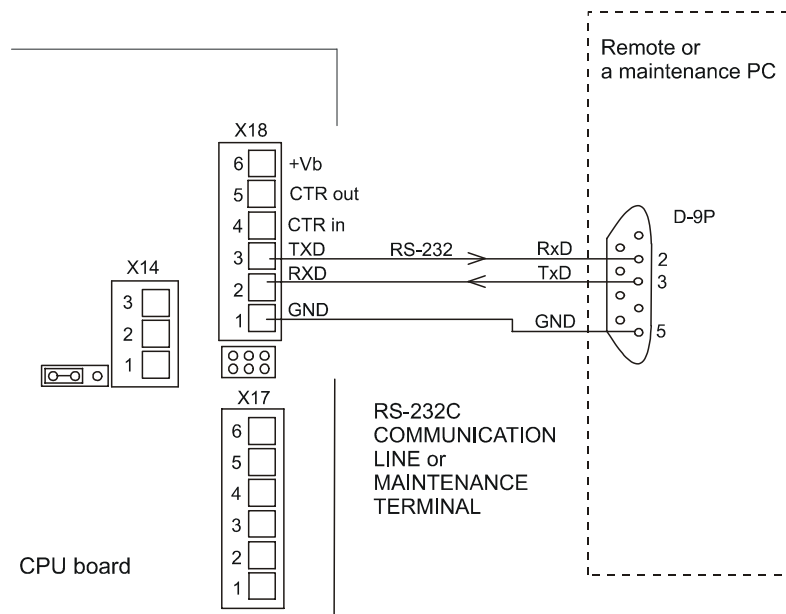 Remote or
a maintenance PC
X18
6 +Vb
5 CTR out
4 CTR in
3 TXD RS-232 RxD 2
2 RXD TxD 3
1 GND GND 5
D-9P
X14
3
2
1
X17
6
5
4
3
2
1
RS-232C
COMMUNICATION
LINE or
MAINTENANCE
TERMINAL
CPU board